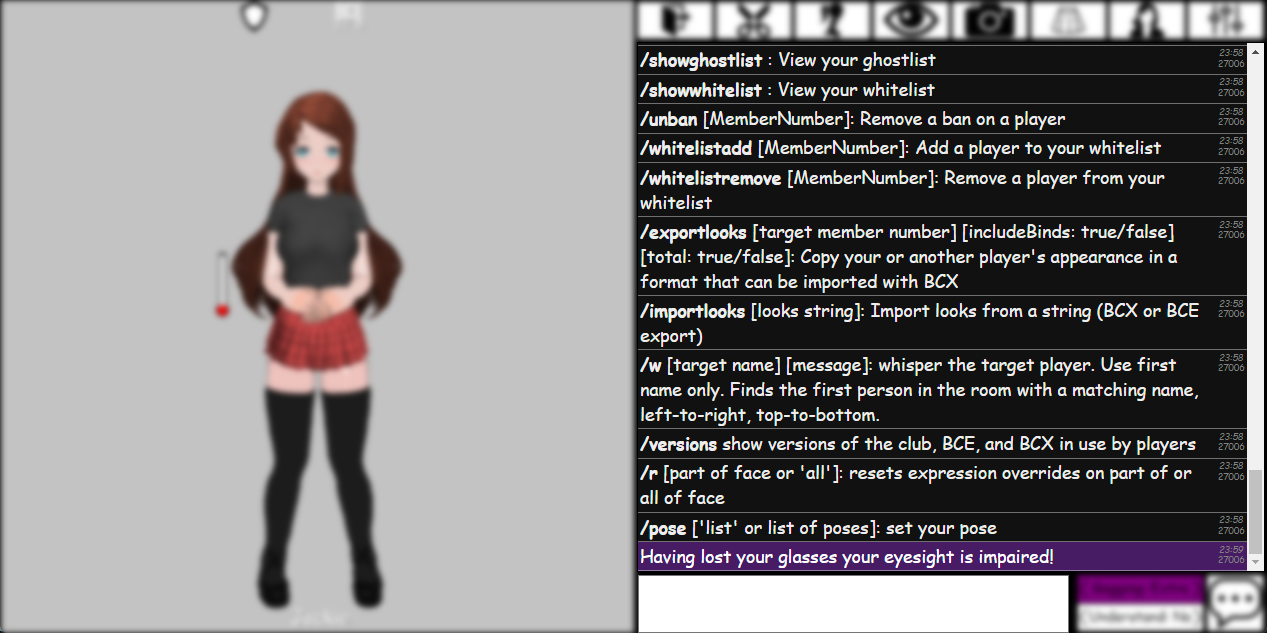 /showghostlist : View your ghostlist
23:58
27006
/showwhitelist : View your whitelist
23:58
27006
/unban [MemberNumber]: Remove a ban on a player
23:58
27006
/whitelistadd [MemberNumber]: Add a player to your whitelist
23:58
27006
/whitelistremove [MemberNumber]: Remove a player from your
whitelist
23:58
27006
/exportlooks [target member number] [includeBinds: true/false]
[total: true/false]: Copy your or another player's appearance in a
format that can be imported with BCX
23:58
27006
/importlooks [looks string]: Import looks from a string (BCX or BCE
export)
23:58
27006
/w [target name] [message]: whisper the target player. Use first
name only. Finds the first person in the room with a matching name,
left-to-right, top-to-bottom.
23:58
27006
/versions show versions of the club, BCE, and BCX in use by players
23:58
27006
/r [part of face or 'all']: resets expression overrides on part of or
all of face
23:58
27006
/pose ['list' or list of poses]: set your pose
23:58
27006
Having lost your glasses your eyesight is impaired!
23:59
27006